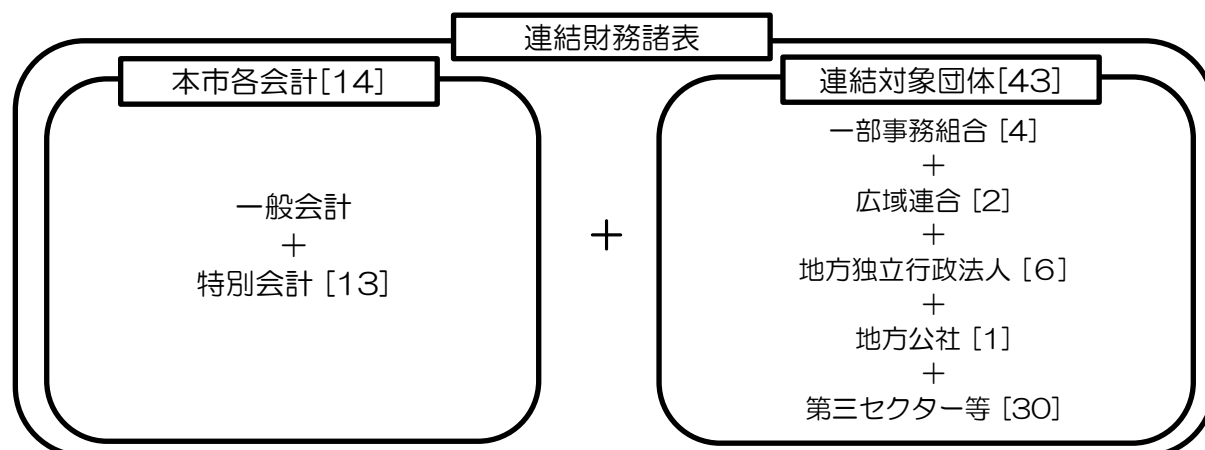 連結財務諸表
本市各会計[14]
一般会計
＋
特別会計 [13]
＋
連結対象団体[43]
一部事務組合 [4]
＋
広域連合 [2]
＋
地方独立行政法人 [6]
＋
地方公社 [1]
＋
第三セクター等 [30]